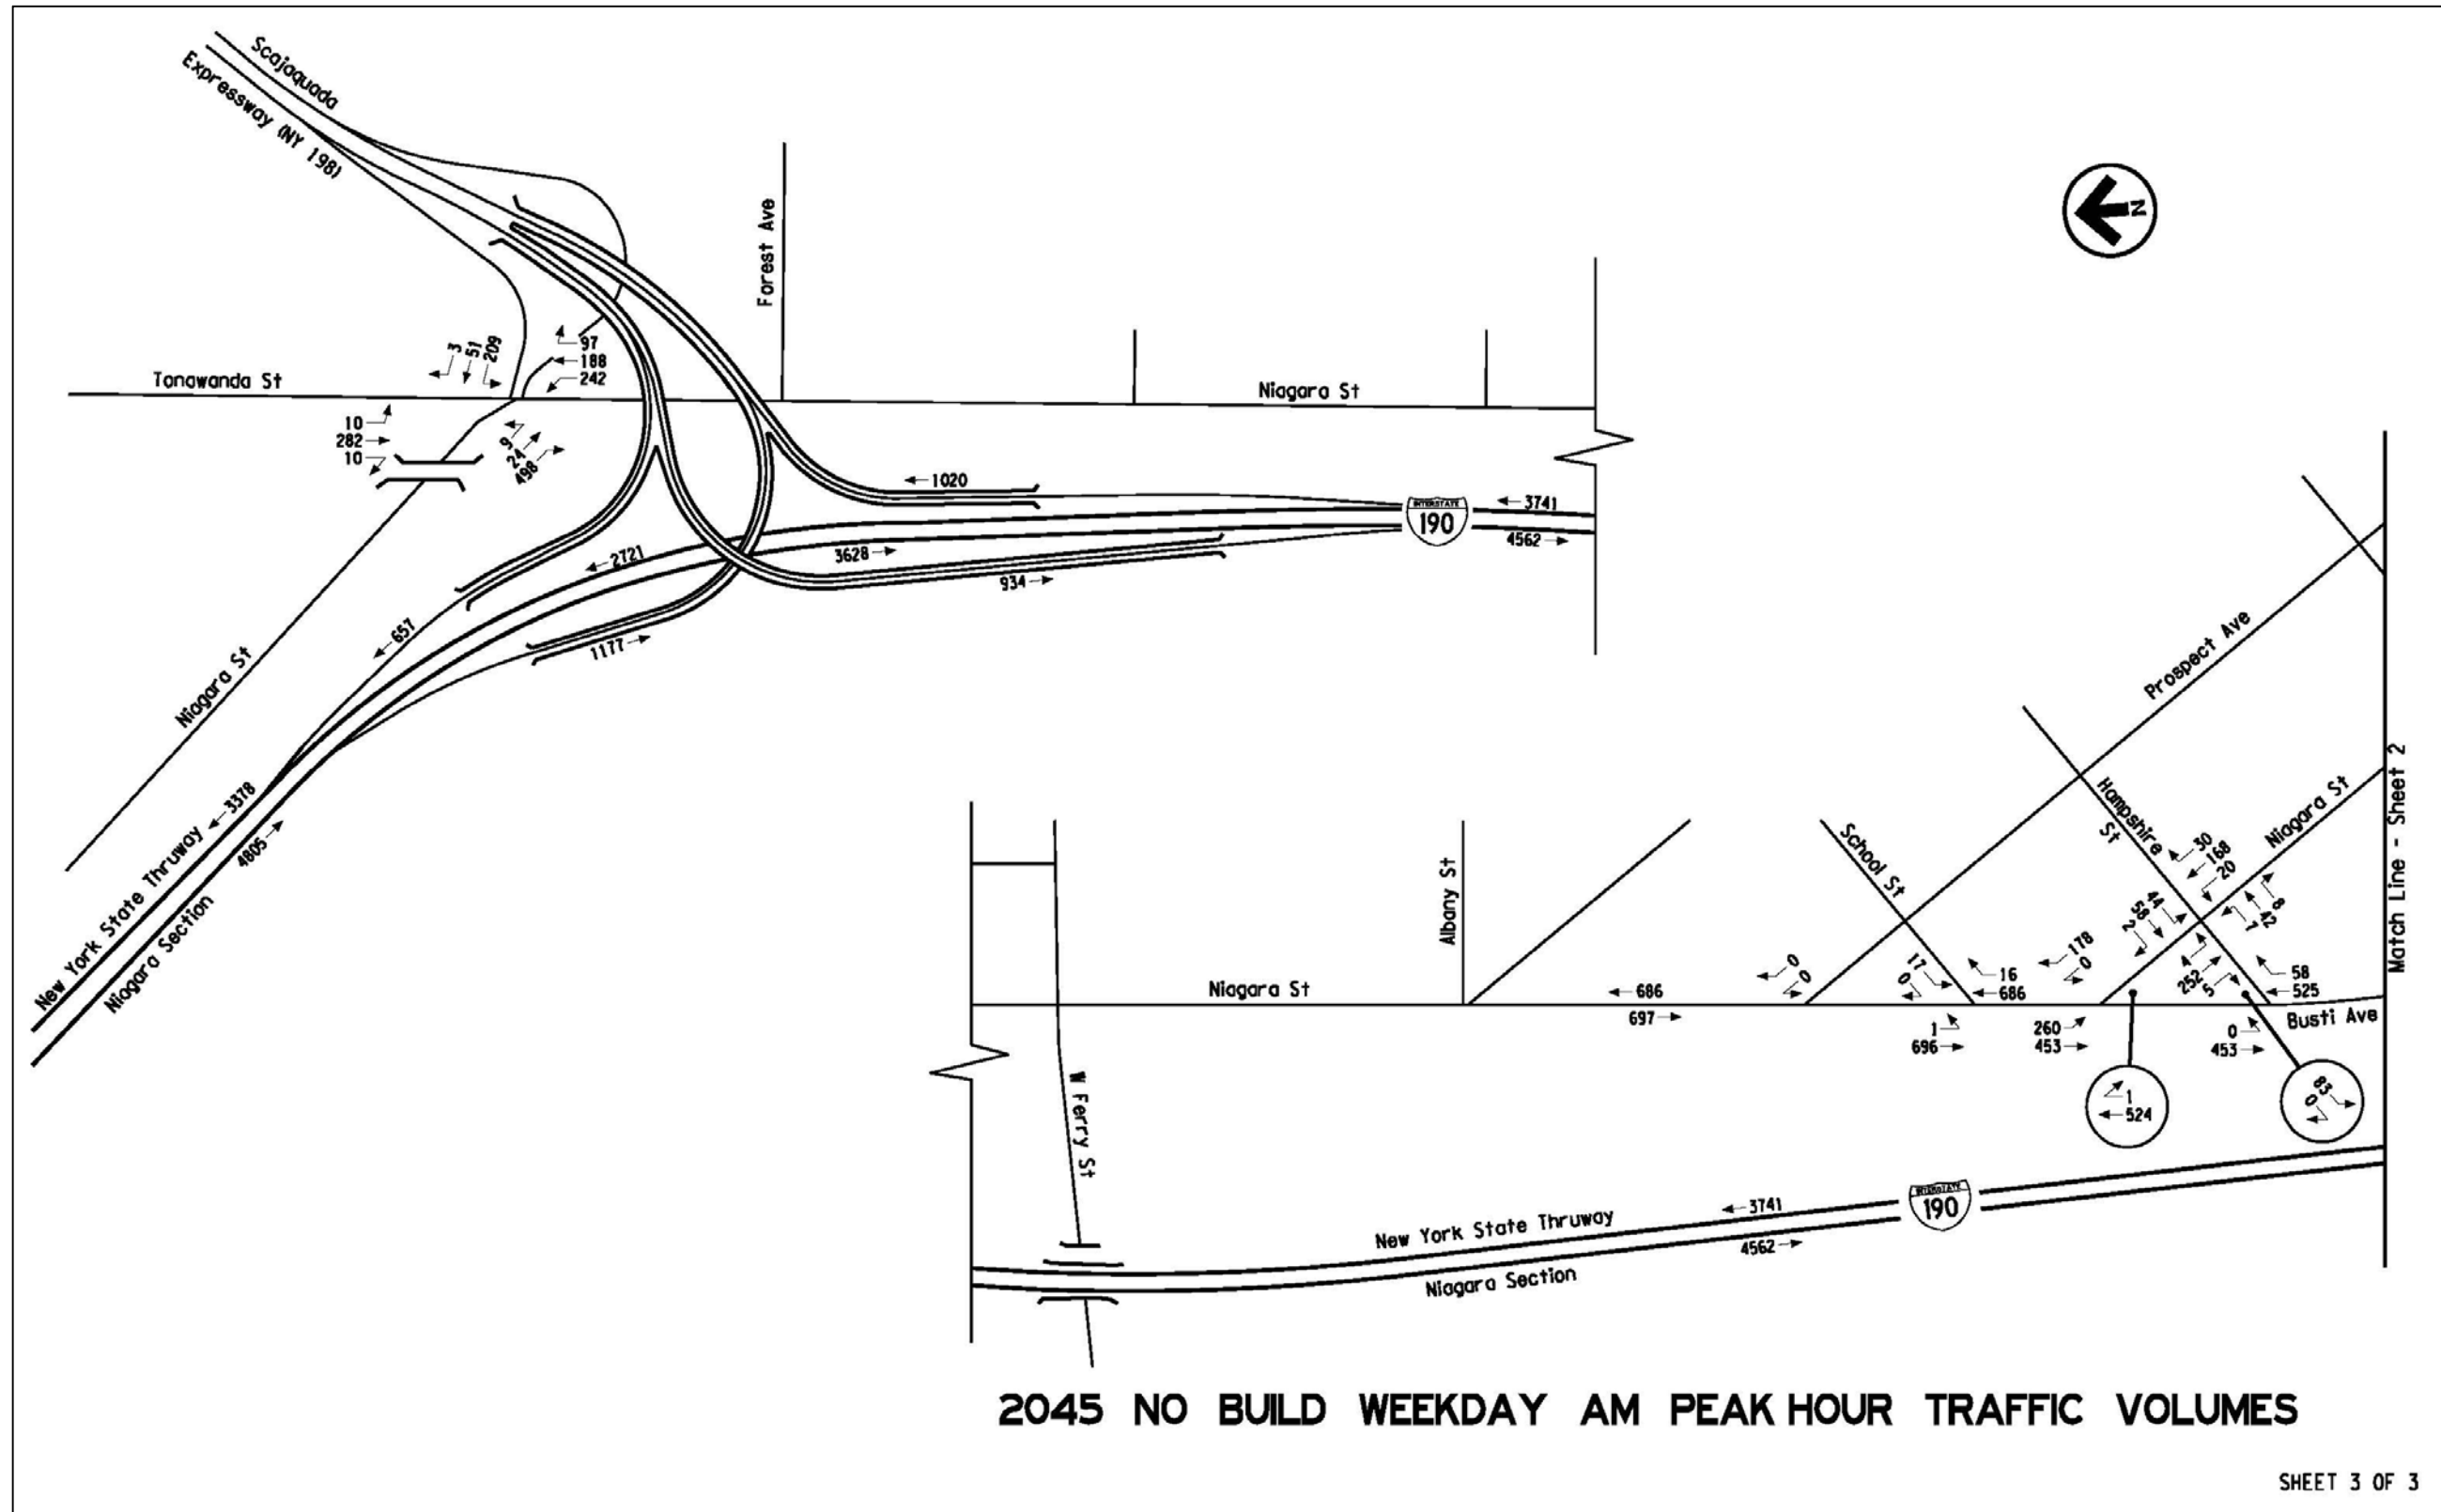 Scajaquada
Expressway (NY 198)
Forest Ave
N
97
188
242
3
51
209
Tonawanda St
Niagara St
10
282
10
9
24
498
1020
INTERSTATE
190
3741
4562
2721
3628
934
657
1177
Niagara St
3378
4805
New York State Thruway
Niagara Section
Prospect Ave
Match Line - Sheet 2
Hampshire
St
Niagara St
30
168
20
School St
Albany St
44
58
2
8
42
7
178
0
4
252
5
58
525
Niagara St
686
697
0
0
17
0
16
686
1
696
260
453
0
453
Busti Ave
W Ferry St
1
524
83
0
New York State Thruway
Niagara Section
3741
4562
INTERSTATE
190
2045 NO BUILD WEEKDAY AM PEAK HOUR TRAFFIC VOLUMES
SHEET 3 OF 3